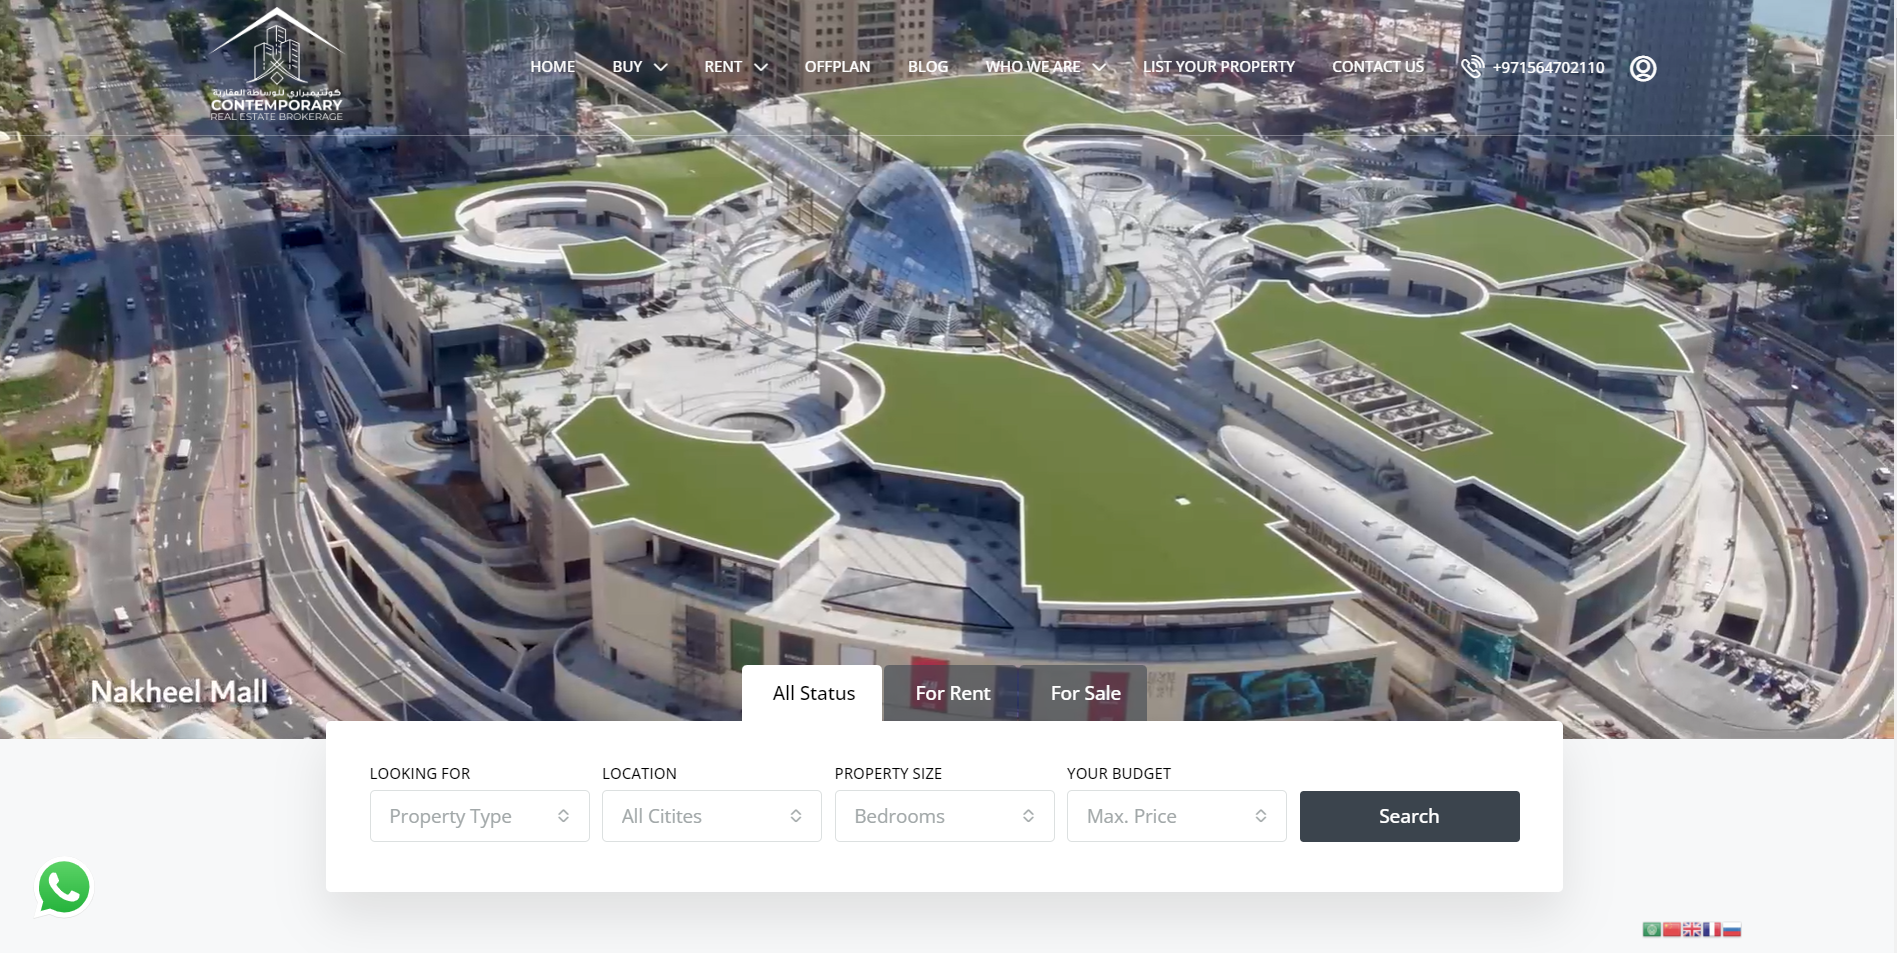 كونتيمبراري للوساطة العقارية
CONTEMPORARY
REAL ESTATE BROKERAGE
HOME
BUY
RENT
OFFPLAN
BLOG
WHO WE ARE
LIST YOUR PROPERTY
CONTACT US
+971564702110
Nakheel Mall
All Status
For Rent
For Sale
LOOKING FOR
LOCATION
PROPERTY SIZE
YOUR BUDGET
Property Type
All Citites
Bedrooms
Max. Price
Search